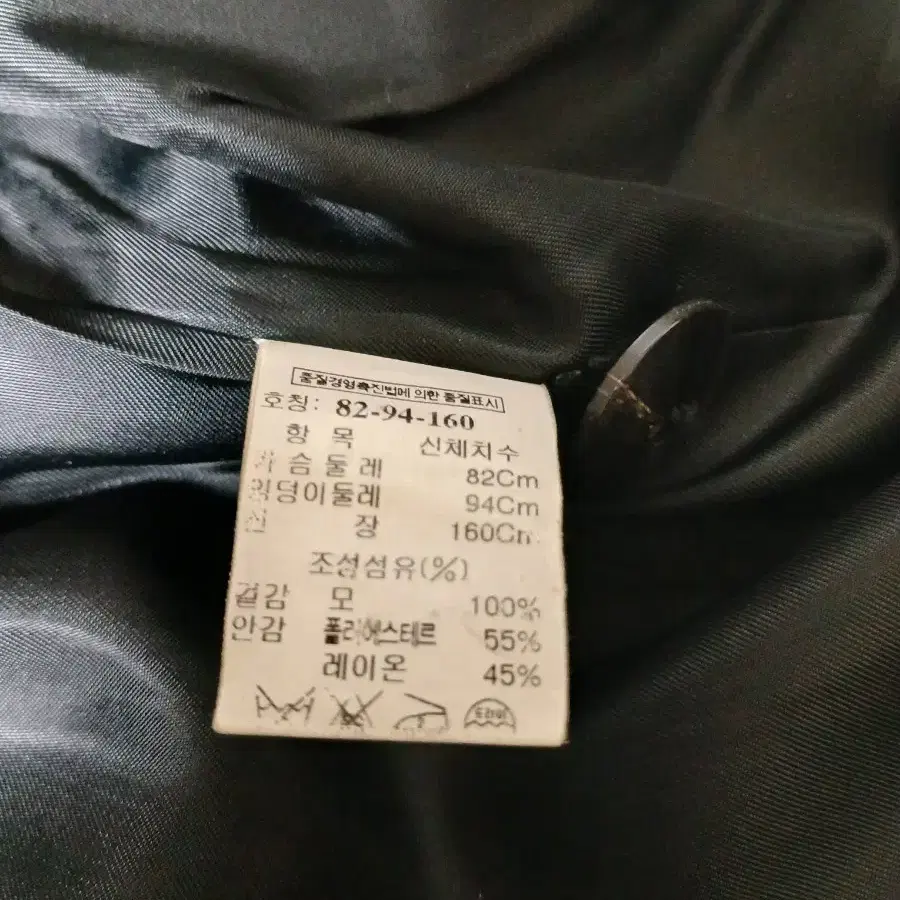 품질경영촉진법에 의한 품질표시
호칭: 82-94-160
항 목 신체치수
가슴둘레 82Cm
엉덩이둘레 94Cm
신 장 160Cm
조성섬유(%)
겉감 모 100%
안감 폴리에스테르 55%
레이온 45%
드라이